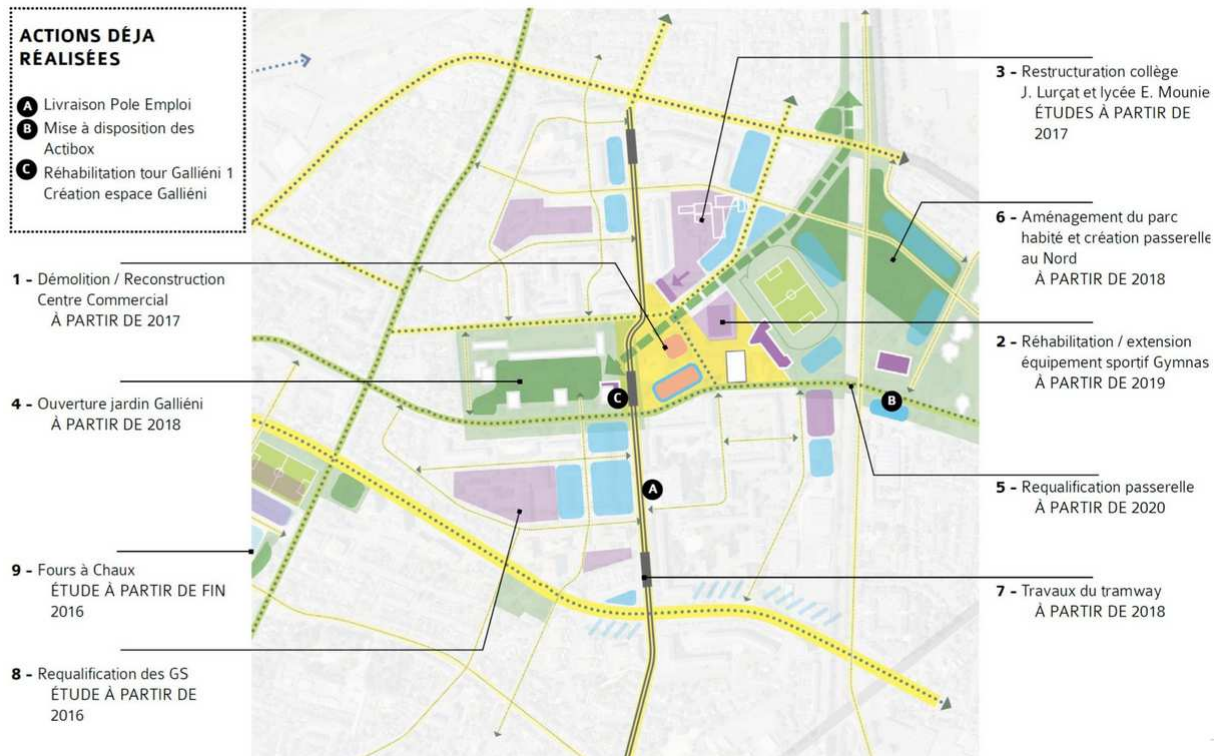 ACTIONS DÉJA
RÉALISÉES
A Livraison Pole Emploi
B Mise à disposition des
Actibox
C Réhabilitation tour Galliéni 1
Création espace Galliéni
1 - Démolition / Reconstruction
Centre Commercial
À PARTIR DE 2017
4 - Ouverture jardin Galliéni
À PARTIR DE 2018
9 - Fours à Chaux
ÉTUDE À PARTIR DE FIN
2016
8 - Requalification des GS
ÉTUDE À PARTIR DE
2016
3 - Restructuration collège
J. Lurçat et lycée E. Mounie
ÉTUDES À PARTIR DE
2017
6 - Aménagement du parc
habité et création passerelle
au Nord
À PARTIR DE 2018
2 - Réhabilitation / extension
équipement sportif Gymnas
À PARTIR DE 2019
5 - Requalification passerelle
À PARTIR DE 2020
7 - Travaux du tramway
À PARTIR DE 2018
C
B
A